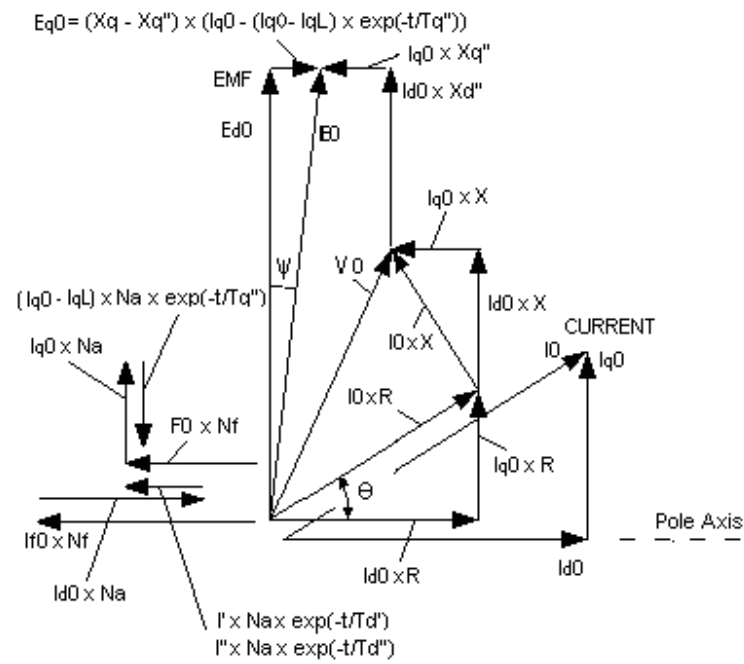 Eq0 = (Xq - Xq") x (Iq0 - (Iq0 - IqL) x exp(-t/Tq"))
Iq0 x Xq"
EMF
Id0 x Xd"
Ed0
E0
Iq0 x X
Ψ
V0
(Iq0 - IqL) x Na x exp(-t/Tq")
Id0 x X
CURRENT
Iq0 x Na
I0 x X
I0
Iq0
I0 x R
F0 x Nf
Iq0 x R
Θ
Pole Axis
If0 x Nf
Id0 x R
Id0
Id0 x Na
I' x Na x exp(-t/Td')
I" x Na x exp(-t/Td")